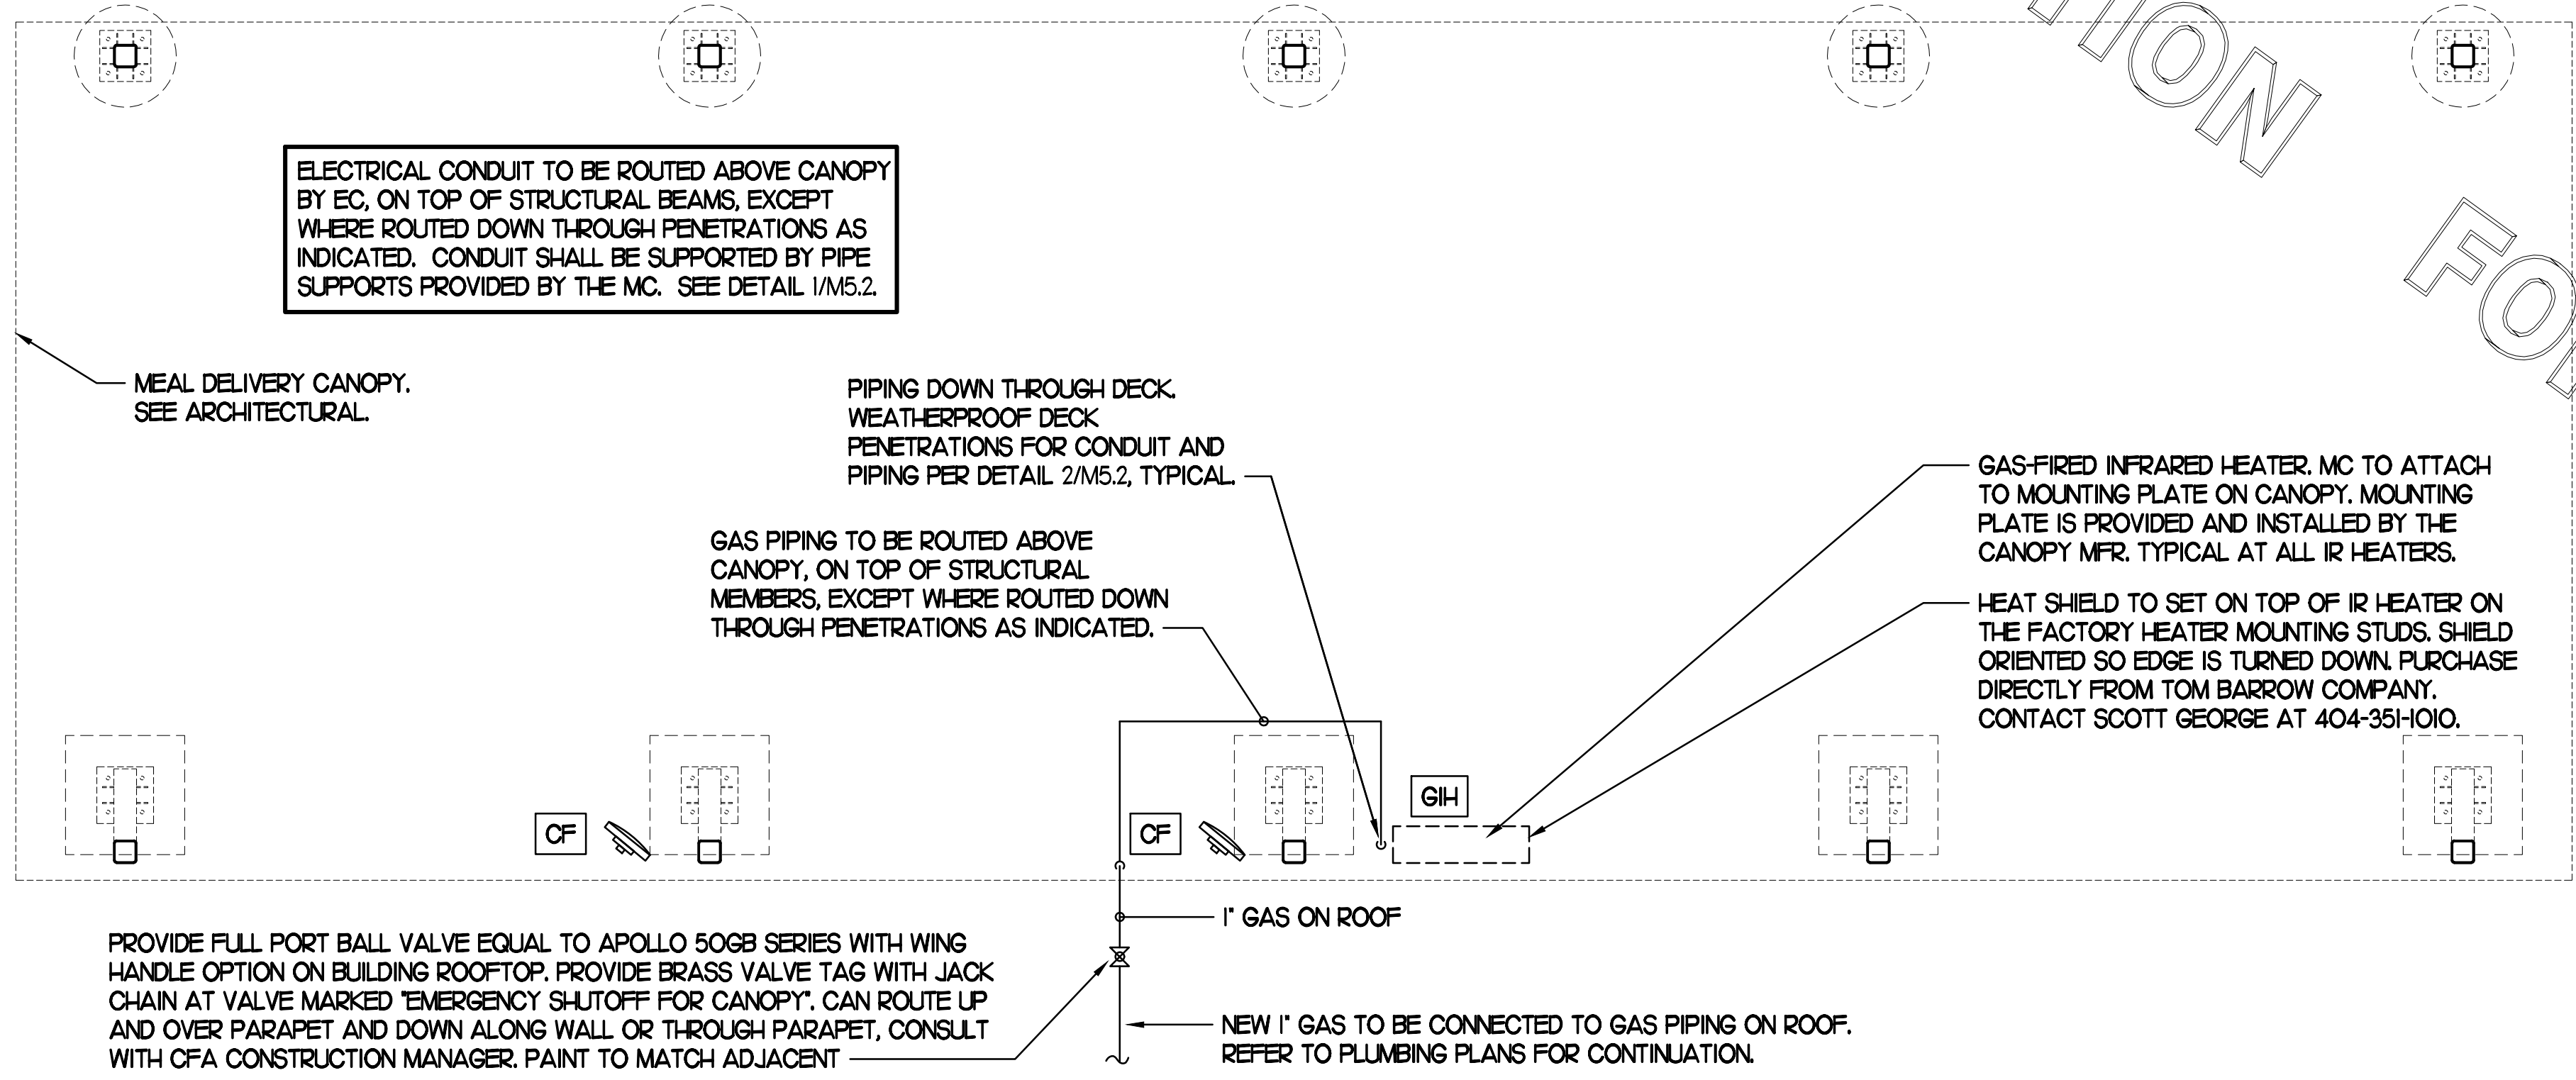 TION
FO
ELECTRICAL CONDUIT TO BE ROUTED ABOVE CANOPY
BY EC, ON TOP OF STRUCTURAL BEAMS, EXCEPT
WHERE ROUTED DOWN THROUGH PENETRATIONS AS
INDICATED. CONDUIT SHALL BE SUPPORTED BY PIPE
SUPPORTS PROVIDED BY THE MC. SEE DETAIL 1/M5.2.
MEAL DELIVERY CANOPY.
SEE ARCHITECTURAL.
PIPING DOWN THROUGH DECK.
WEATHERPROOF DECK
PENETRATIONS FOR CONDUIT AND
PIPING PER DETAIL 2/M5.2, TYPICAL.
GAS PIPING TO BE ROUTED ABOVE
CANOPY, ON TOP OF STRUCTURAL
MEMBERS, EXCEPT WHERE ROUTED DOWN
THROUGH PENETRATIONS AS INDICATED.
GAS-FIRED INFRARED HEATER. MC TO ATTACH
TO MOUNTING PLATE ON CANOPY. MOUNTING
PLATE IS PROVIDED AND INSTALLED BY THE
CANOPY MFR. TYPICAL AT ALL IR HEATERS.
HEAT SHIELD TO SET ON TOP OF IR HEATER ON
THE FACTORY HEATER MOUNTING STUDS. SHIELD
ORIENTED SO EDGE IS TURNED DOWN. PURCHASE
DIRECTLY FROM TOM BARROW COMPANY.
CONTACT SCOTT GEORGE AT 404-351-1010.
CF
CF
GIH
1" GAS ON ROOF
PROVIDE FULL PORT BALL VALVE EQUAL TO APOLLO 50GB SERIES WITH WING
HANDLE OPTION ON BUILDING ROOFTOP. PROVIDE BRASS VALVE TAG WITH JACK
CHAIN AT VALVE MARKED "EMERGENCY SHUTOFF FOR CANOPY". CAN ROUTE UP
AND OVER PARAPET AND DOWN ALONG WALL OR THROUGH PARAPET, CONSULT
WITH CFA CONSTRUCTION MANAGER. PAINT TO MATCH ADJACENT
NEW 1" GAS TO BE CONNECTED TO GAS PIPING ON ROOF.
REFER TO PLUMBING PLANS FOR CONTINUATION.